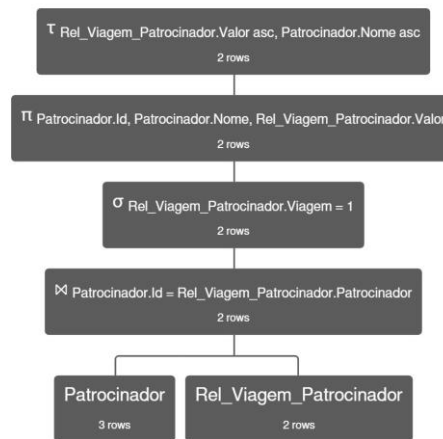 τ Rel_Viagem_Patrocinador.Valor asc, Patrocinador.Nome asc
2 rows
π Patrocinador.Id, Patrocinador.Nome, Rel_Viagem_Patrocinador.Valor
2 rows
σ Rel_Viagem_Patrocinador.Viagem = 1
2 rows
⋈ Patrocinador.Id = Rel_Viagem_Patrocinador.Patrocinador
2 rows
Patrocinador
3 rows
Rel_Viagem_Patrocinador
2 rows